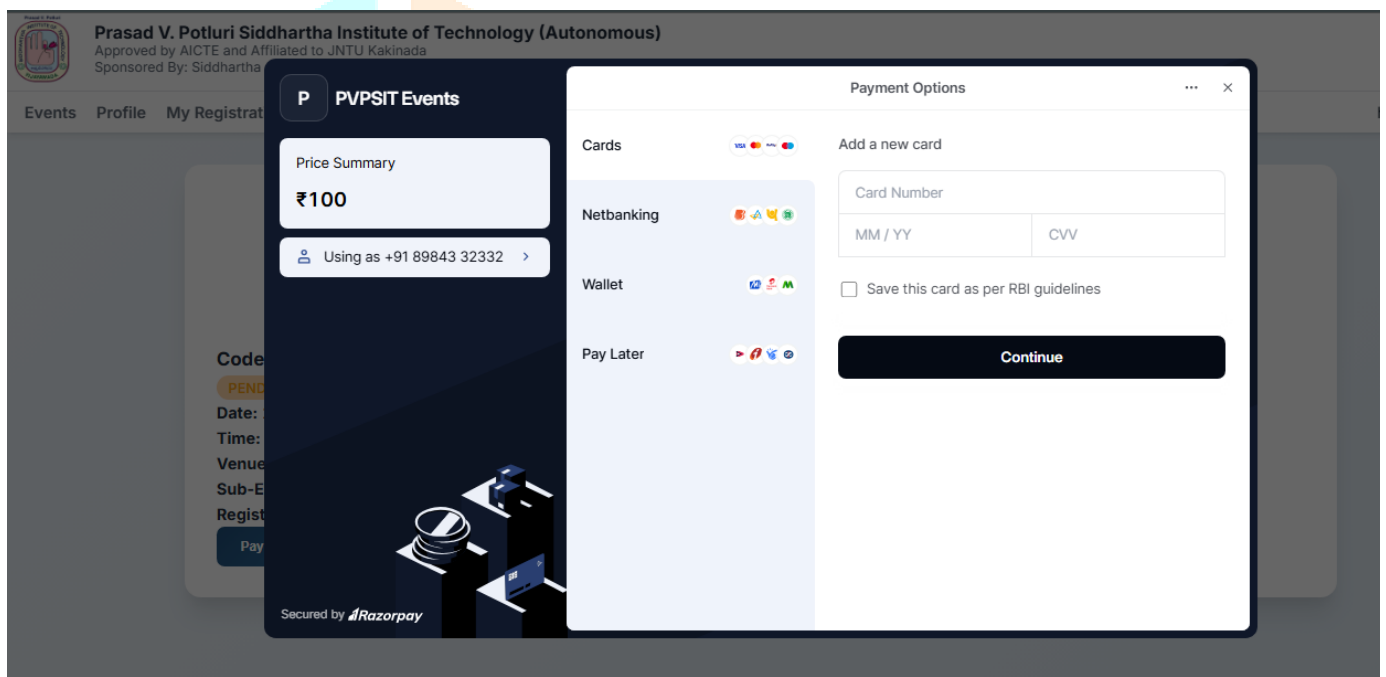 Prasad V. Potluri Siddhartha Institute of Technology (Autonomous)
Approved by AICTE and Affiliated to JNTU Kakinada
Sponsored By: Siddhartha
Events Profile My Registrat
P PVPSIT Events
Price Summary
₹100
Using as +91 89843 32332
Code
PEND
Date:
Time:
Venue
Sub-E
Regist
Pay
Secured by Razorpay
Payment Options
Cards
Netbanking
Wallet
Pay Later
Add a new card
Card Number
MM / YY CVV
Save this card as per RBI guidelines
Continue